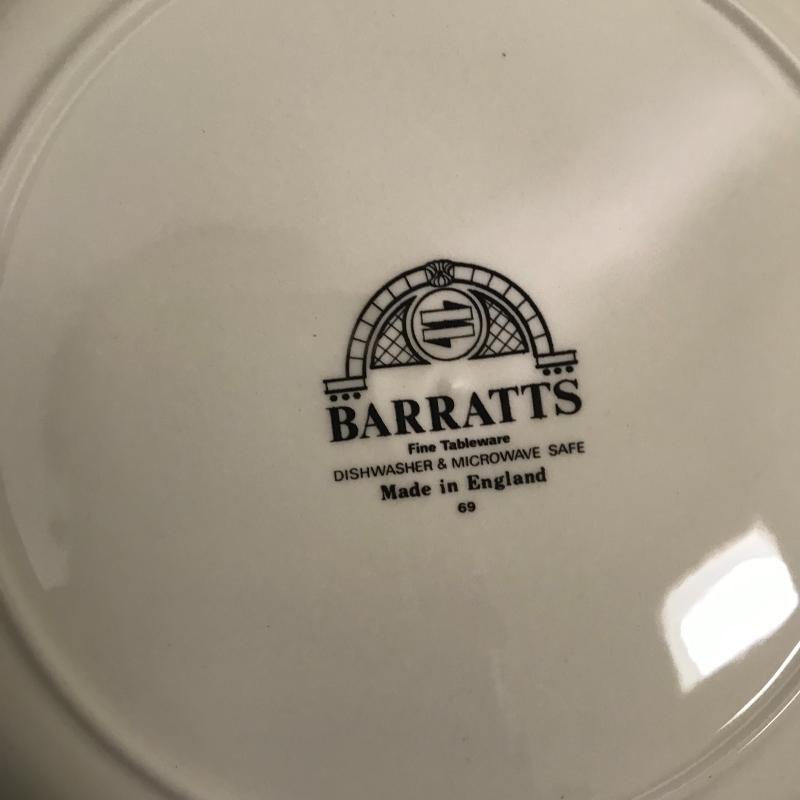 BARRATTS
Fine Tableware
DISHWASHER & MICROWAVE SAFE
Made in England
69